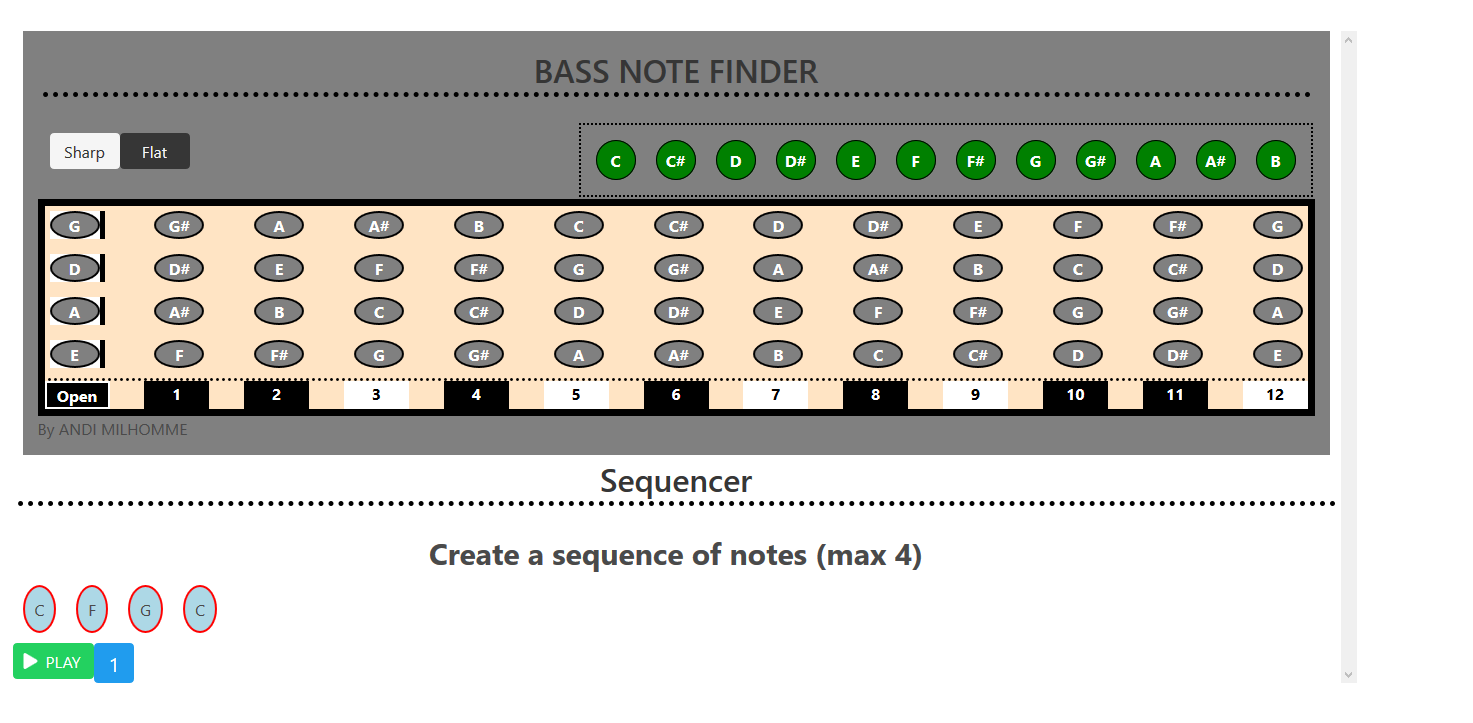 BASS NOTE FINDER
Sharp Flat
C C# D D# E F F# G G# A A# B
G G# A A# B C C# D D# E F F# G
D D# E F F# G G# A A# B C C# D
A A# B C C# D D# E F F# G G# A
E F F# G G# A A# B C C# D D# E
Open 1 2 3 4 5 6 7 8 9 10 11 12
By ANDI MILHOMME
Sequencer
Create a sequence of notes (max 4)
C F G C
PLAY 1